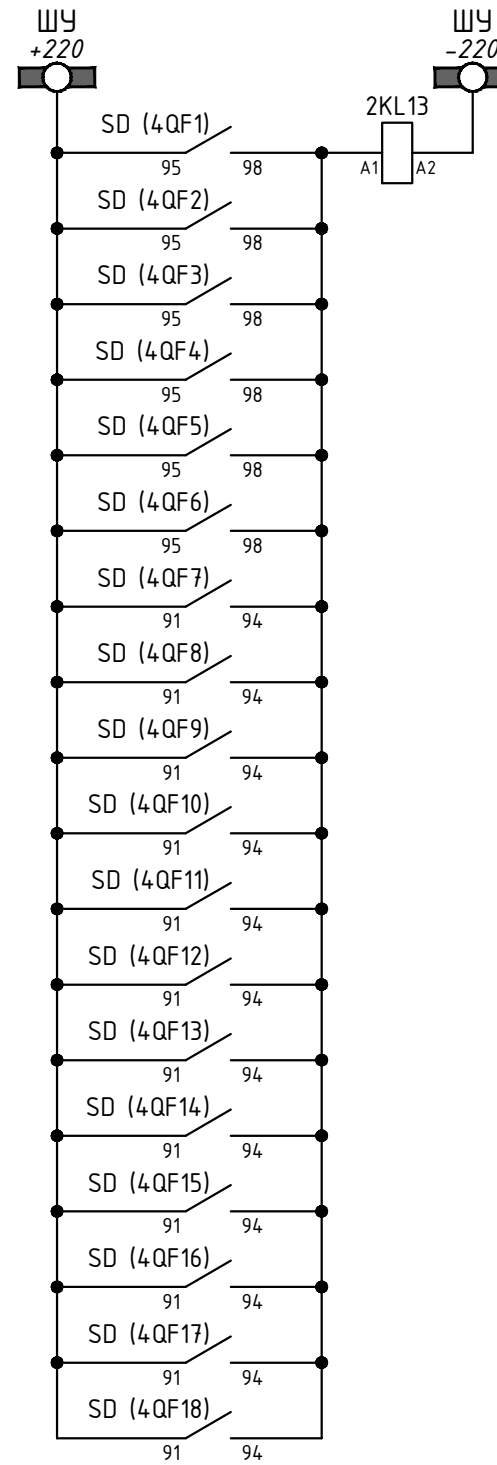 ШУ ШУ
+220 -220
2KL13
SD (4QF1)
95 98 A1 A2
SD (4QF2)
95 98
SD (4QF3)
95 98
SD (4QF4)
95 98
SD (4QF5)
95 98
SD (4QF6)
95 98
SD (4QF7)
91 94
SD (4QF8)
91 94
SD (4QF9)
91 94
SD (4QF10)
91 94
SD (4QF11)
91 94
SD (4QF12)
91 94
SD (4QF13)
91 94
SD (4QF14)
91 94
SD (4QF15)
91 94
SD (4QF16)
91 94
SD (4QF17)
91 94
SD (4QF18)
91 94